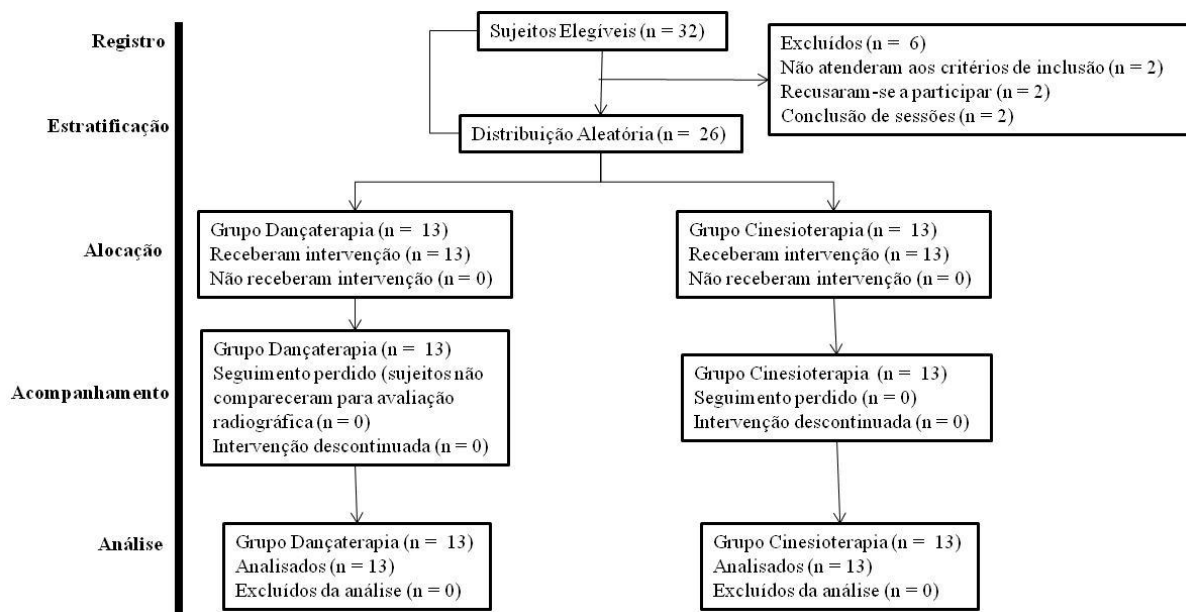 Registro
Sujeitos Elegíveis (n = 32)
Excluídos (n = 6)
Não atenderam aos critérios de inclusão (n = 2)
Recusaram-se a participar (n = 2)
Conclusão de sessões (n = 2)
Estratificação
Distribuição Aleatória (n = 26)
Alocação
Grupo Dançaterapia (n = 13)
Receberam intervenção (n = 13)
Não receberam intervenção (n = 0)
Grupo Cinesioterapia (n = 13)
Receberam intervenção (n = 13)
Não receberam intervenção (n = 0)
Acompanhamento
Grupo Dançaterapia (n = 13)
Seguimento perdido (sujeitos não
compareceram para avaliação
radiográfica (n = 0)
Intervenção descontinuada (n = 0)
Grupo Cinesioterapia (n = 13)
Seguimento perdido (n = 0)
Intervenção descontinuada (n = 0)
Análise
Grupo Dançaterapia (n = 13)
Analisados (n = 13)
Excluídos da análise (n = 0)
Grupo Cinesioterapia (n = 13)
Analisados (n = 13)
Excluídos da análise (n = 0)